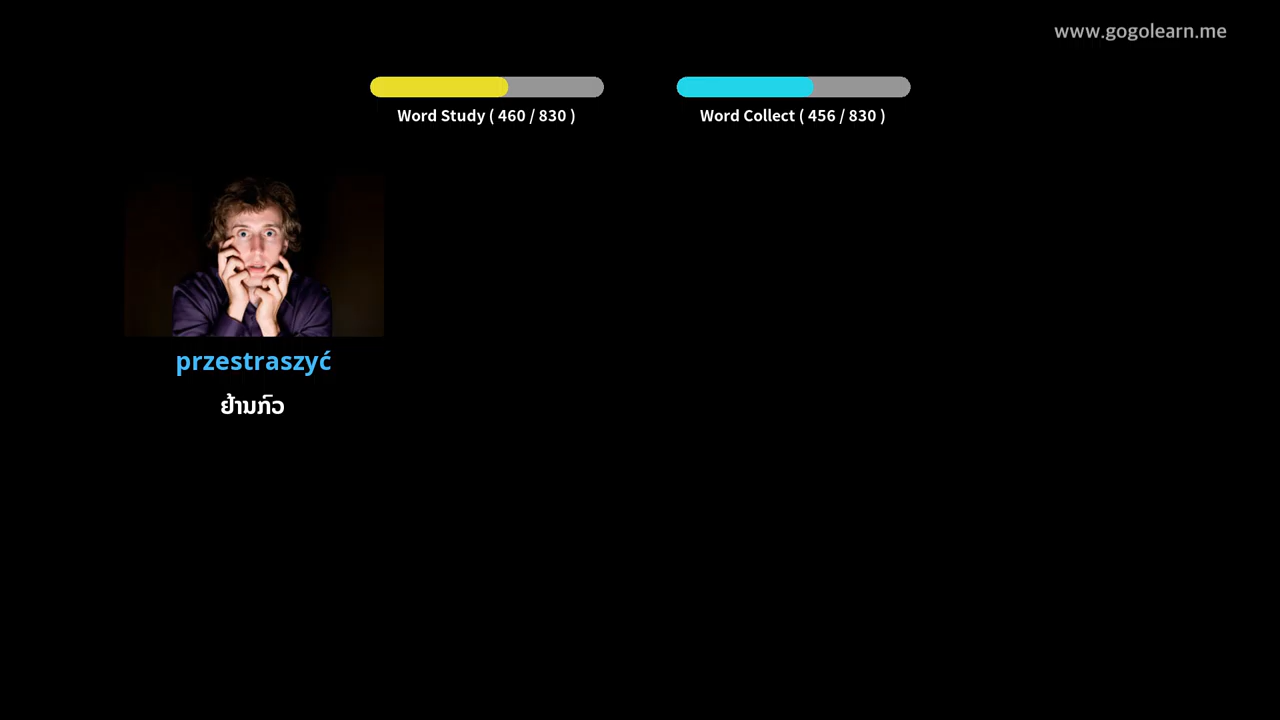 www.gogolearn.me
Word Study ( 460 / 830 )
Word Collect ( 456 / 830 )
przestraszyć
ຢ້ານກົວ